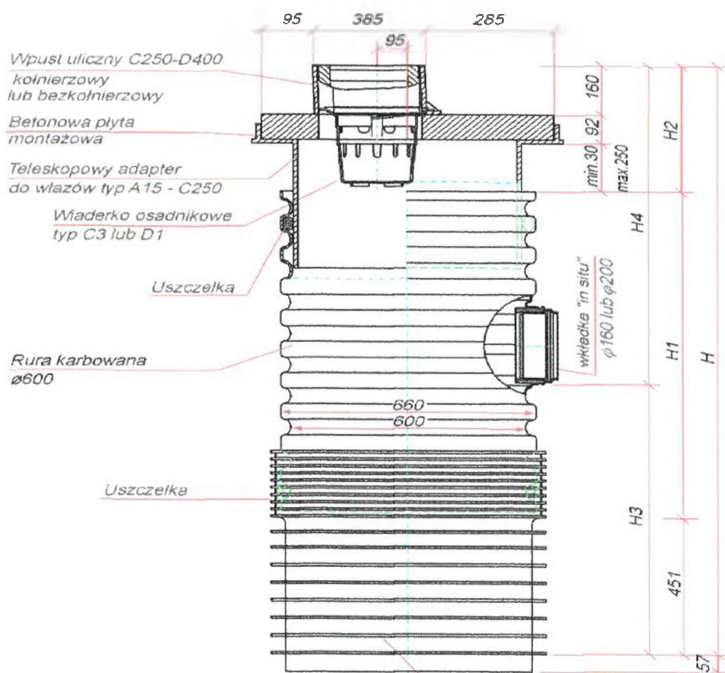 95 385 285
95
Wpust uliczny C250-D400
kołnierzowy
lub bezkołnierzowy
Betonowa płyta
montażowa
Teleskopowy adapter
do włazów typ A15 - C250
Wiaderko osadnikowe
typ C3 lub D1
Uszczelka
Rura karbowana
ø600
Uszczelka
660
600
wkładka "in situ"
φ160 lub φ200
160
92
min.30
max.250
H2
H4
H1
H
H3
451
57